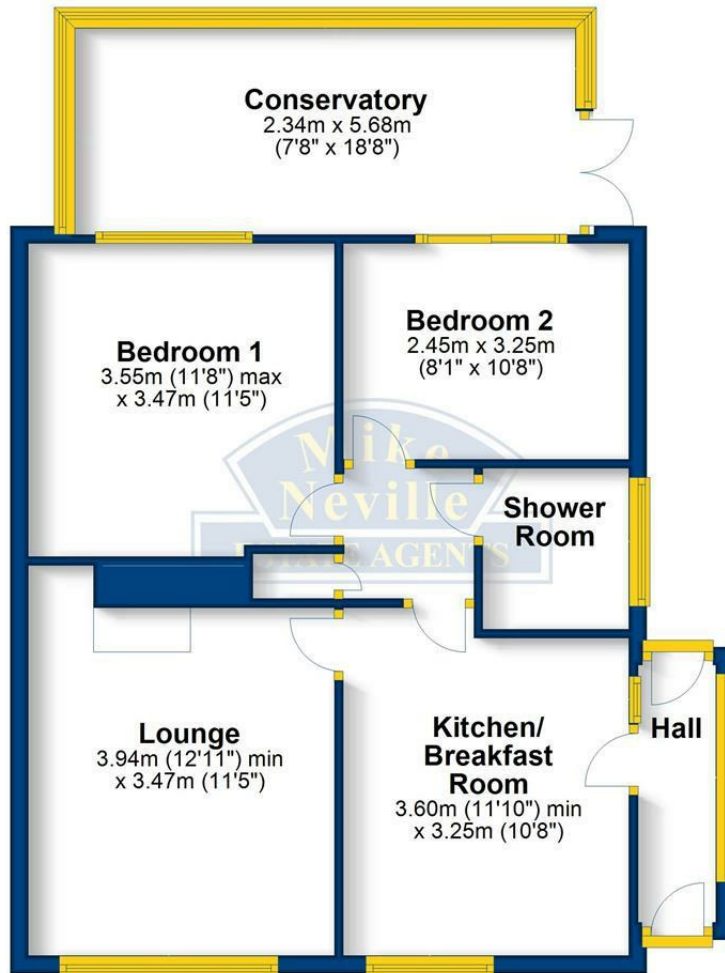 Conservatory
2.34m x 5.68m
(7'8" x 18'8")
Bedroom 1
3.55m (11'8") max
x 3.47m (11'5")
Bedroom 2
2.45m x 3.25m
(8'1" x 10'8")
Mike
Neville
ESTATE AGENTS
Shower
Room
Lounge
3.94m (12'11") min
x 3.47m (11'5")
Kitchen/
Breakfast
Room
3.60m (11'10") min
x 3.25m (10'8")
Hall